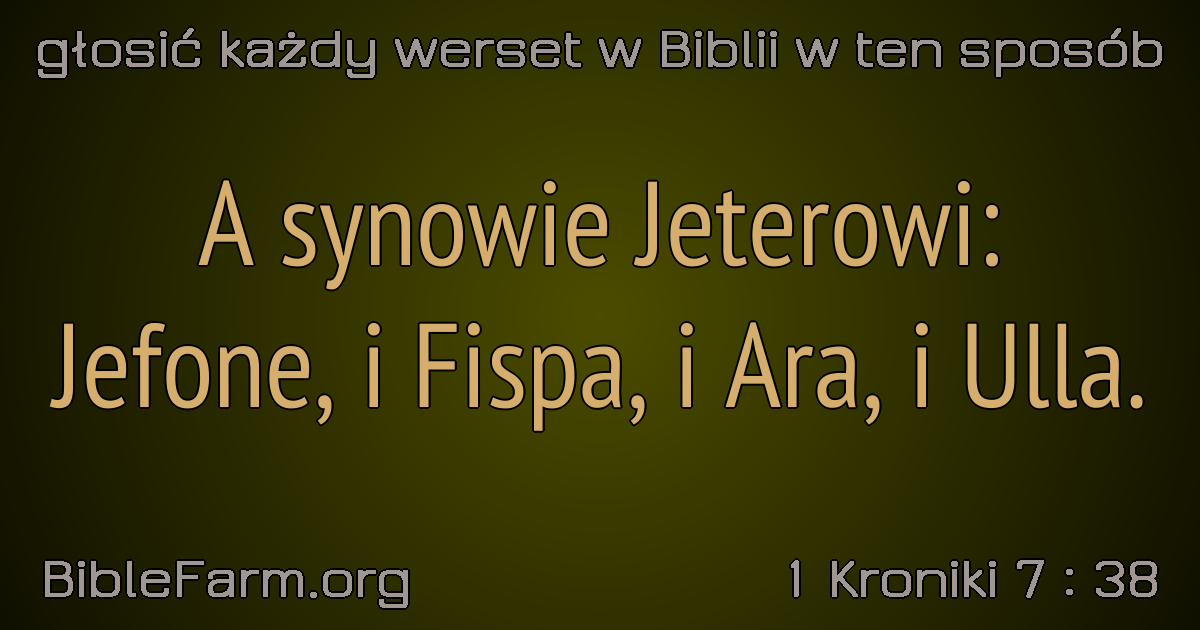 głosić każdy werset w Biblii w ten sposób
A synowie Jeterowi:
Jefone, i Fispa, i Ara, i Ulla.
BibleFarm.org
1 Kroniki 7 : 38